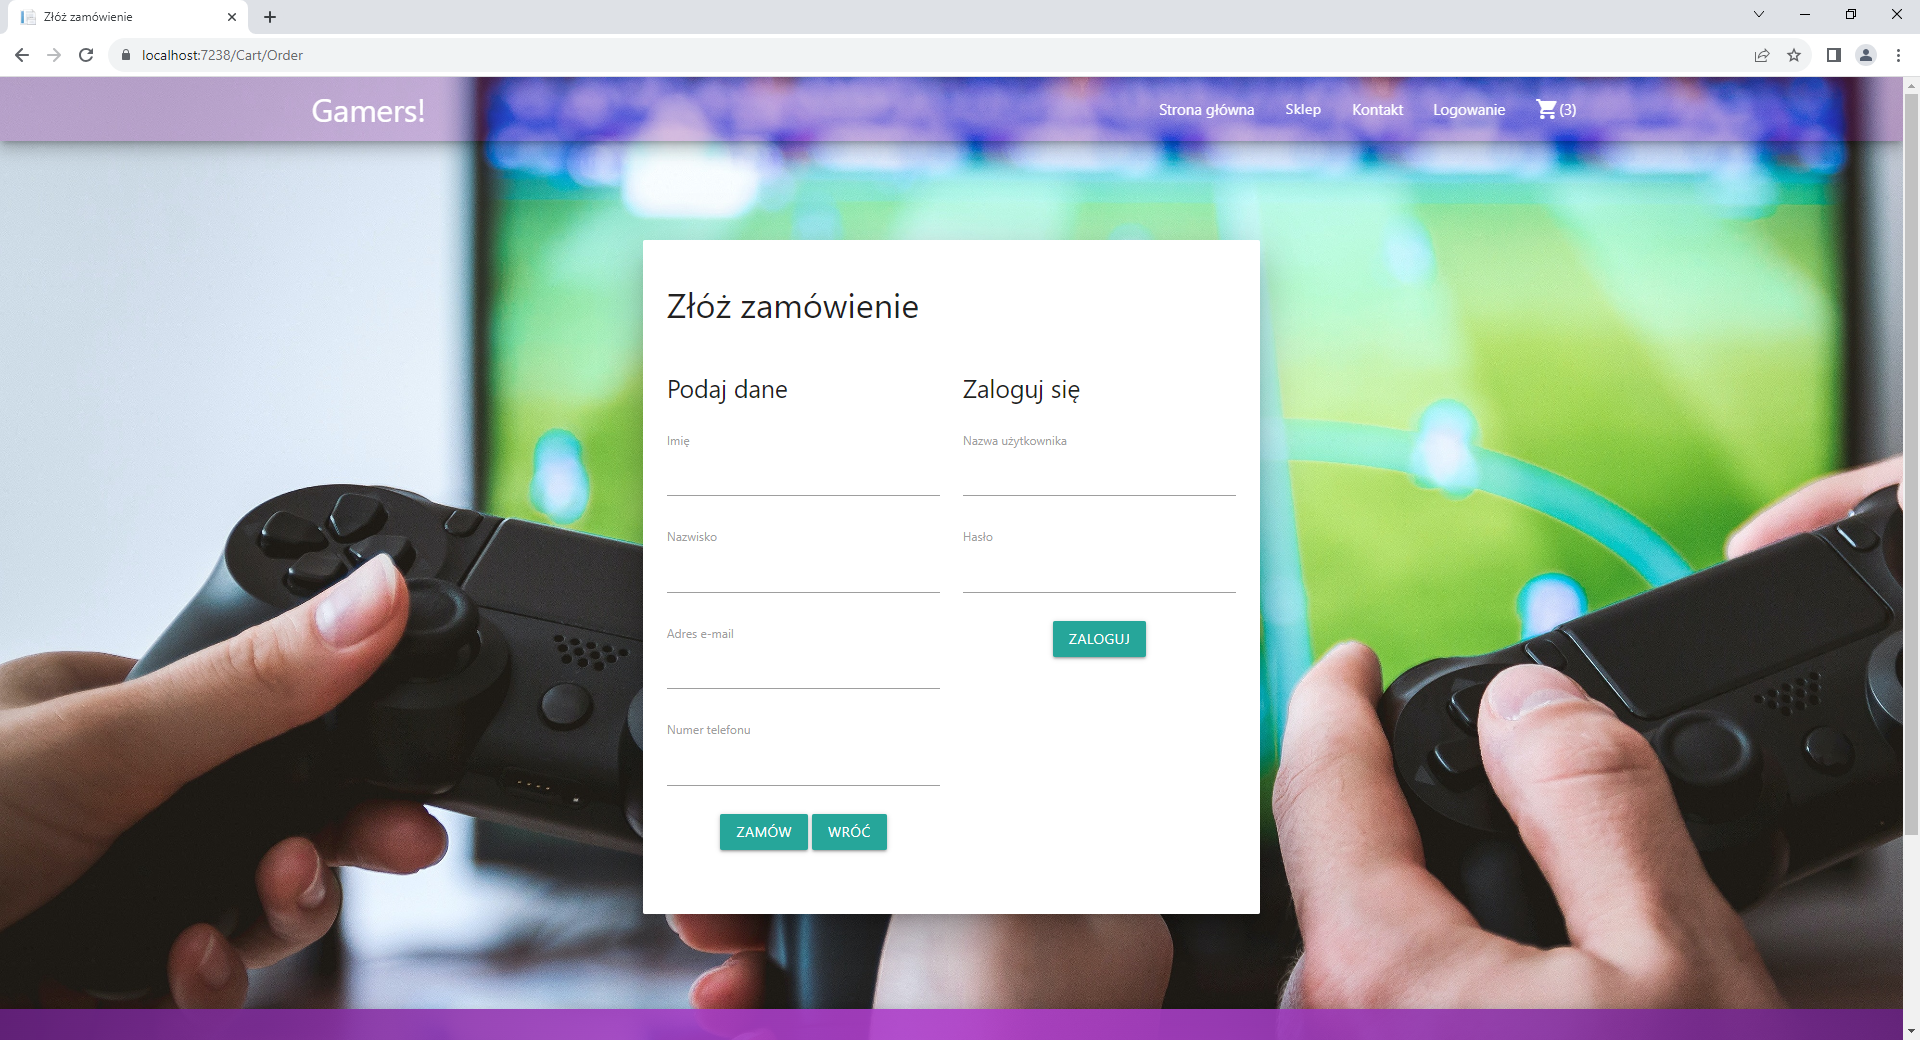 Złóż zamówienie
localhost:7238/Cart/Order
Gamers!
Strona główna Sklep Kontakt Logowanie (3)
Złóż zamówienie
Podaj dane
Imię
Nazwisko
Adres e-mail
Numer telefonu
ZAMÓW WRÓĆ
Zaloguj się
Nazwa użytkownika
Hasło
ZALOGUJ